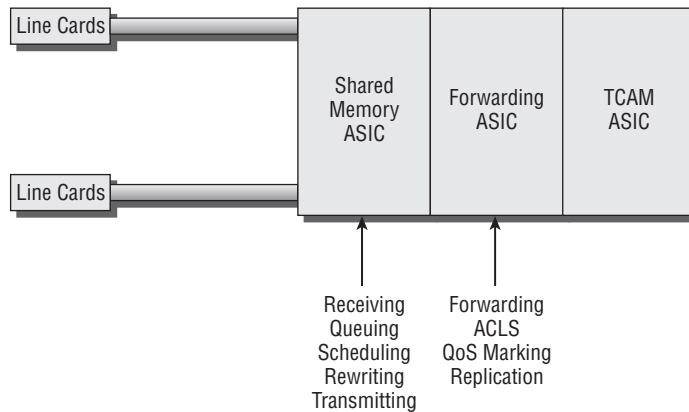 Line Cards
Line Cards
Shared
Memory
ASIC
Forwarding
ASIC
TCAM
ASIC
Receiving
Queuing
Scheduling
Rewriting
Transmitting
Forwarding
ACLS
QoS Marking
Replication